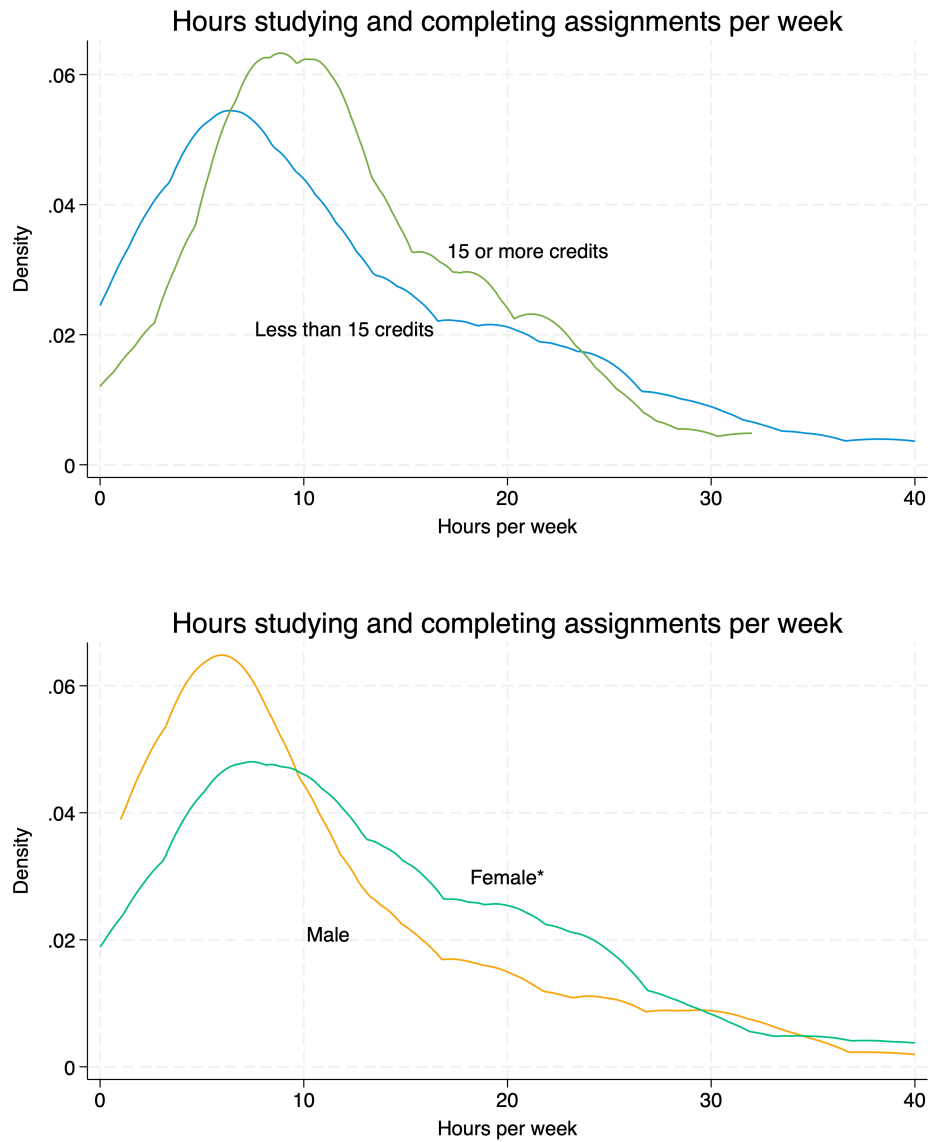 Hours studying and completing assignments per week
.06
.04
.02
0
Density
15 or more credits
Less than 15 credits
0 10 20 30 40
Hours per week
Hours studying and completing assignments per week
.06
.04
.02
0
Density
Female*
Male
0 10 20 30 40
Hours per week